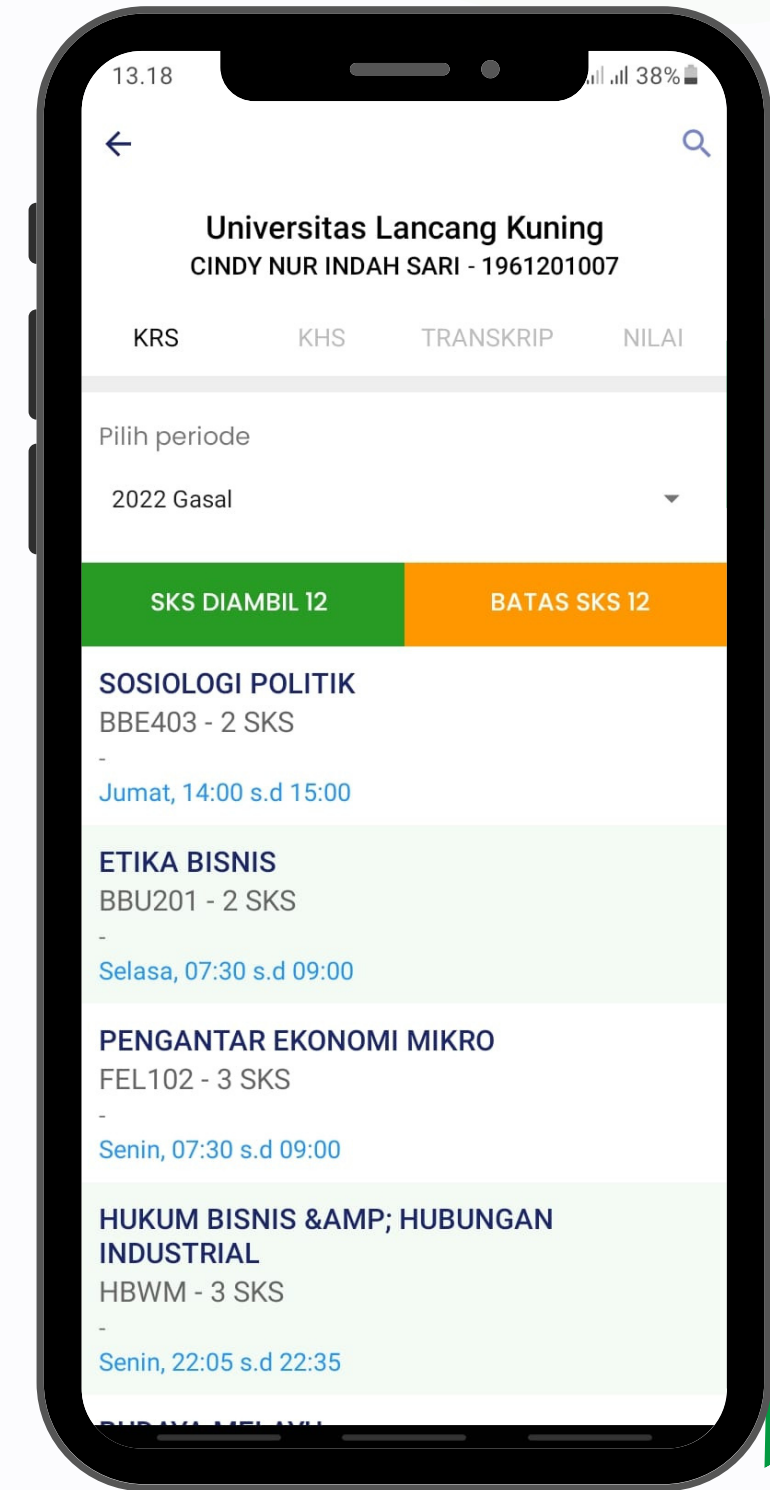 13.18
38%
Universitas Lancang Kuning
CINDY NUR INDAH SARI - 1961201007
KRS KHS TRANSKRIP NILAI
Pilih periode
2022 Gasal
SKS DIAMBIL 12 BATAS SKS 12
SOSIOLOGI POLITIK
BBE403 - 2 SKS
-
Jumat, 14:00 s.d 15:00
ETIKA BISNIS
BBU201 - 2 SKS
-
Selasa, 07:30 s.d 09:00
PENGANTAR EKONOMI MIKRO
FEL102 - 3 SKS
-
Senin, 07:30 s.d 09:00
HUKUM BISNIS &AMP; HUBUNGAN
INDUSTRIAL
HBWM - 3 SKS
-
Senin, 22:05 s.d 22:35